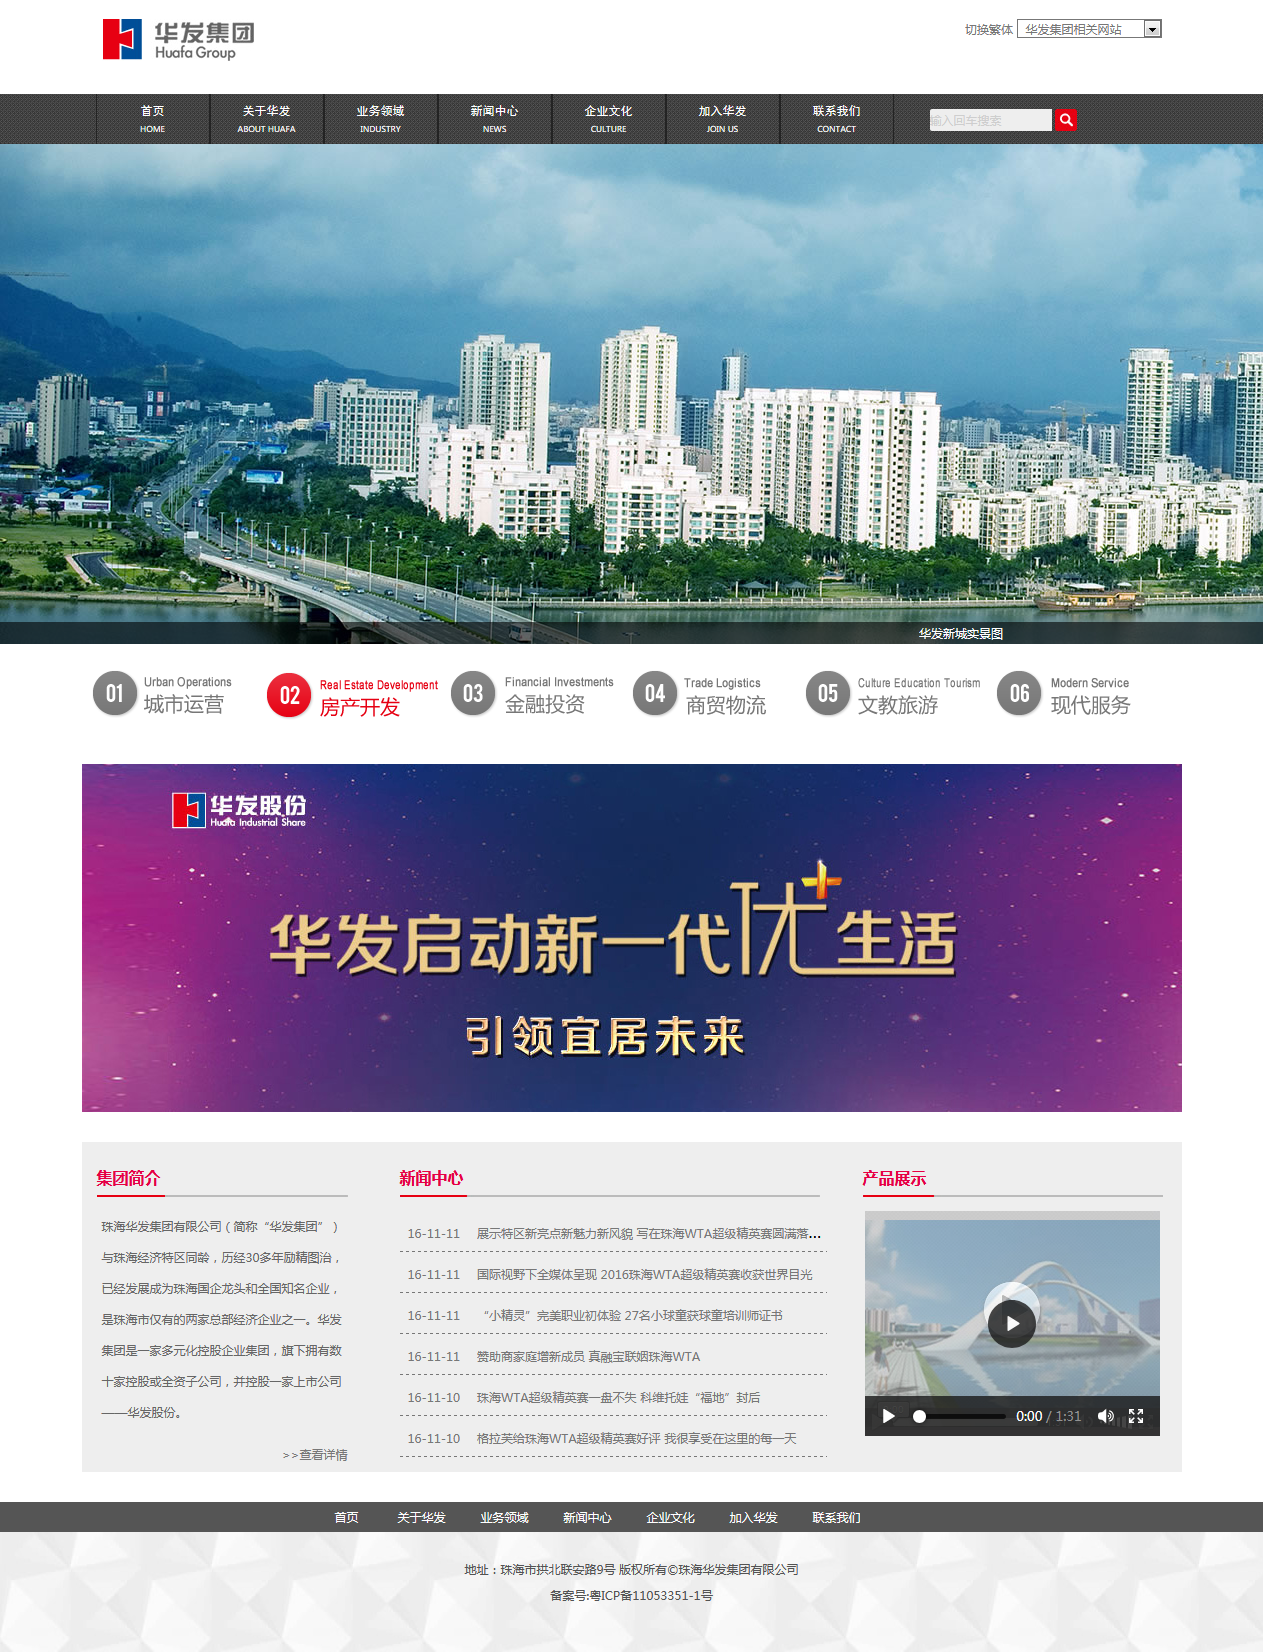 华发集团
Huafa Group
切换繁体 华发集团相关网站
首页 关于华发 业务领域 新闻中心 企业文化 加入华发 联系我们
HOME ABOUT HUAFA INDUSTRY NEWS CULTURE JOIN US CONTACT
输入回车搜索
华发新城实景图
01 Urban Operations
城市运营
02 Real Estate Development
房产开发
03 Financial Investments
金融投资
04 Trade Logistics
商贸物流
05 Culture Education Tourism
文教旅游
06 Modern Service
现代服务
华发股份
Huafa Industrial Share
华发启动新一代优+生活
引领宜居未来
集团简介
珠海华发集团有限公司（简称“华发集团”）
与珠海经济特区同龄，历经30多年励精图治，
已经发展成为珠海国企龙头和全国知名企业，
是珠海市仅有的两家总部经济企业之一。华发
集团是一家多元化控股企业集团，旗下拥有数
十家控股或全资子公司，并控股一家上市公司
——华发股份。
>>查看详情
新闻中心
16-11-11 展示特区新亮点新魅力新风貌 写在珠海WTA超级精英赛圆满落...
16-11-11 国际视野下全媒体呈现 2016珠海WTA超级精英赛收获世界目光
16-11-11 “小精灵”完美职业初体验 27名小球童获球童培训师证书
16-11-11 赞助商家庭增新成员 真融宝联姻珠海WTA
16-11-10 珠海WTA超级精英赛一盘不失 科维托娃“福地”封后
16-11-10 格拉芙给珠海WTA超级精英赛好评 我很享受在这里的每一天
产品展示
0:00 / 1:31
首页 关于华发 业务领域 新闻中心 企业文化 加入华发 联系我们
地址：珠海市拱北联安路9号 版权所有©珠海华发集团有限公司
备案号:粤ICP备11053351-1号